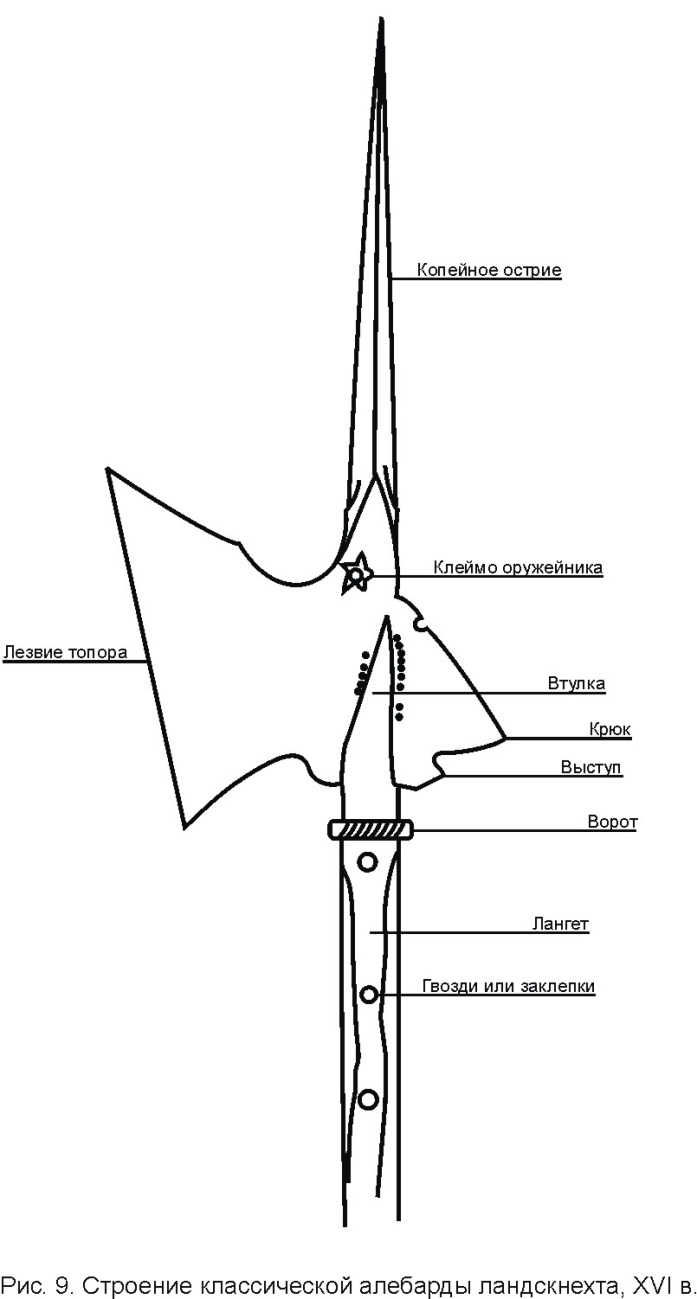 Копейное острие
Клеймо оружейника
Лезвие топора
Втулка
Крюк
Выступ
Ворот
Лангет
Гвозди или заклепки
Рис. 9. Строение классической алебарды ландскнехта, XVI в.